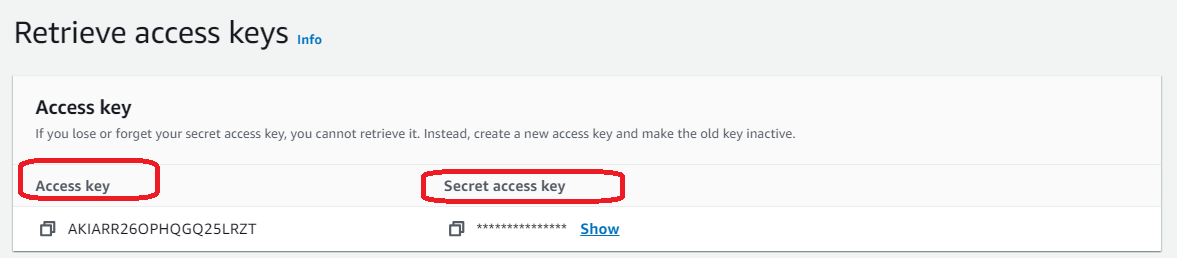 Retrieve access keys Info
Access key
If you lose or forget your secret access key, you cannot retrieve it. Instead, create a new access key and make the old key inactive.
Access key Secret access key
AKIARR26OPHQGQ25LRZT *************** Show